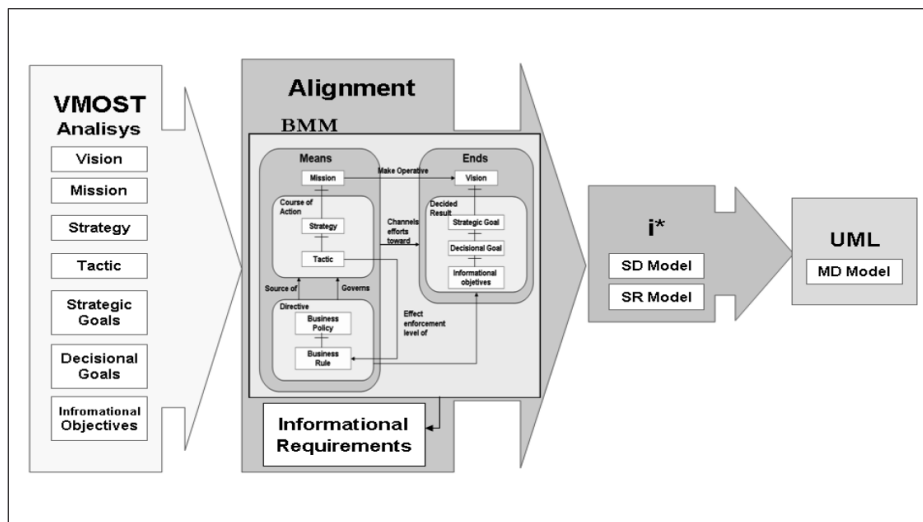 VMOST
Analisys
Vision
Mission
Strategy
Tactic
Strategic
Goals
Decisional
Goals
Infromational
Objectives
Alignment
BMM
Means
Mission
Course of
Action
Strategy
Tactic
Source of
Governs
Directive
Business
Policy
Business
Rule
Make Operative
Channels
efforts
toward
Effect
enforcement
level of
Ends
Vision
Decided
Result
Strategic Goal
Decisional Goal
Informational
objetives
Informational
Requirements
i*
SD Model
SR Model
UML
MD Model